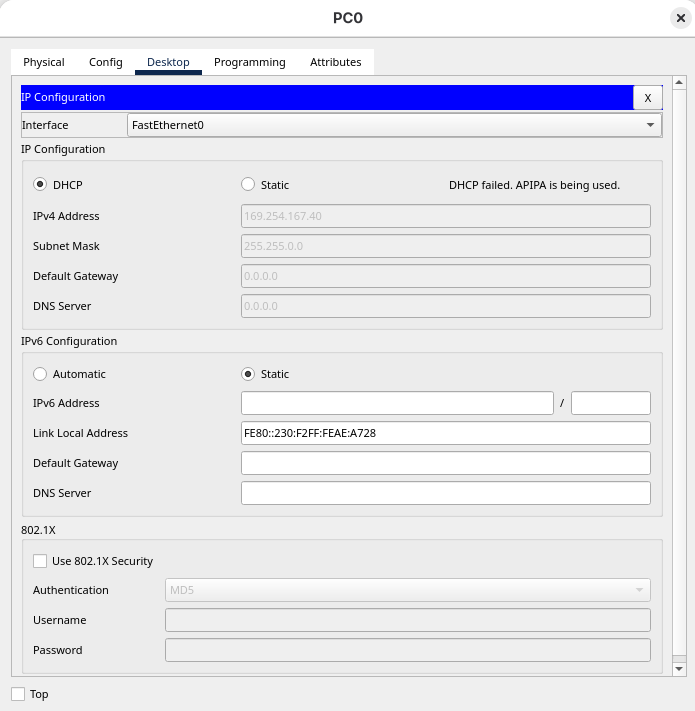 PC0
Physical Config Desktop Programming Attributes
IP Configuration X
Interface FastEthernet0
IP Configuration
DHCP Static DHCP failed. APIPA is being used.
IPv4 Address 169.254.167.40
Subnet Mask 255.255.0.0
Default Gateway 0.0.0.0
DNS Server 0.0.0.0
IPv6 Configuration
Automatic Static
IPv6 Address /
Link Local Address FE80::230:F2FF:FEAE:A728
Default Gateway
DNS Server
802.1X
Use 802.1X Security
Authentication MD5
Username
Password
Top